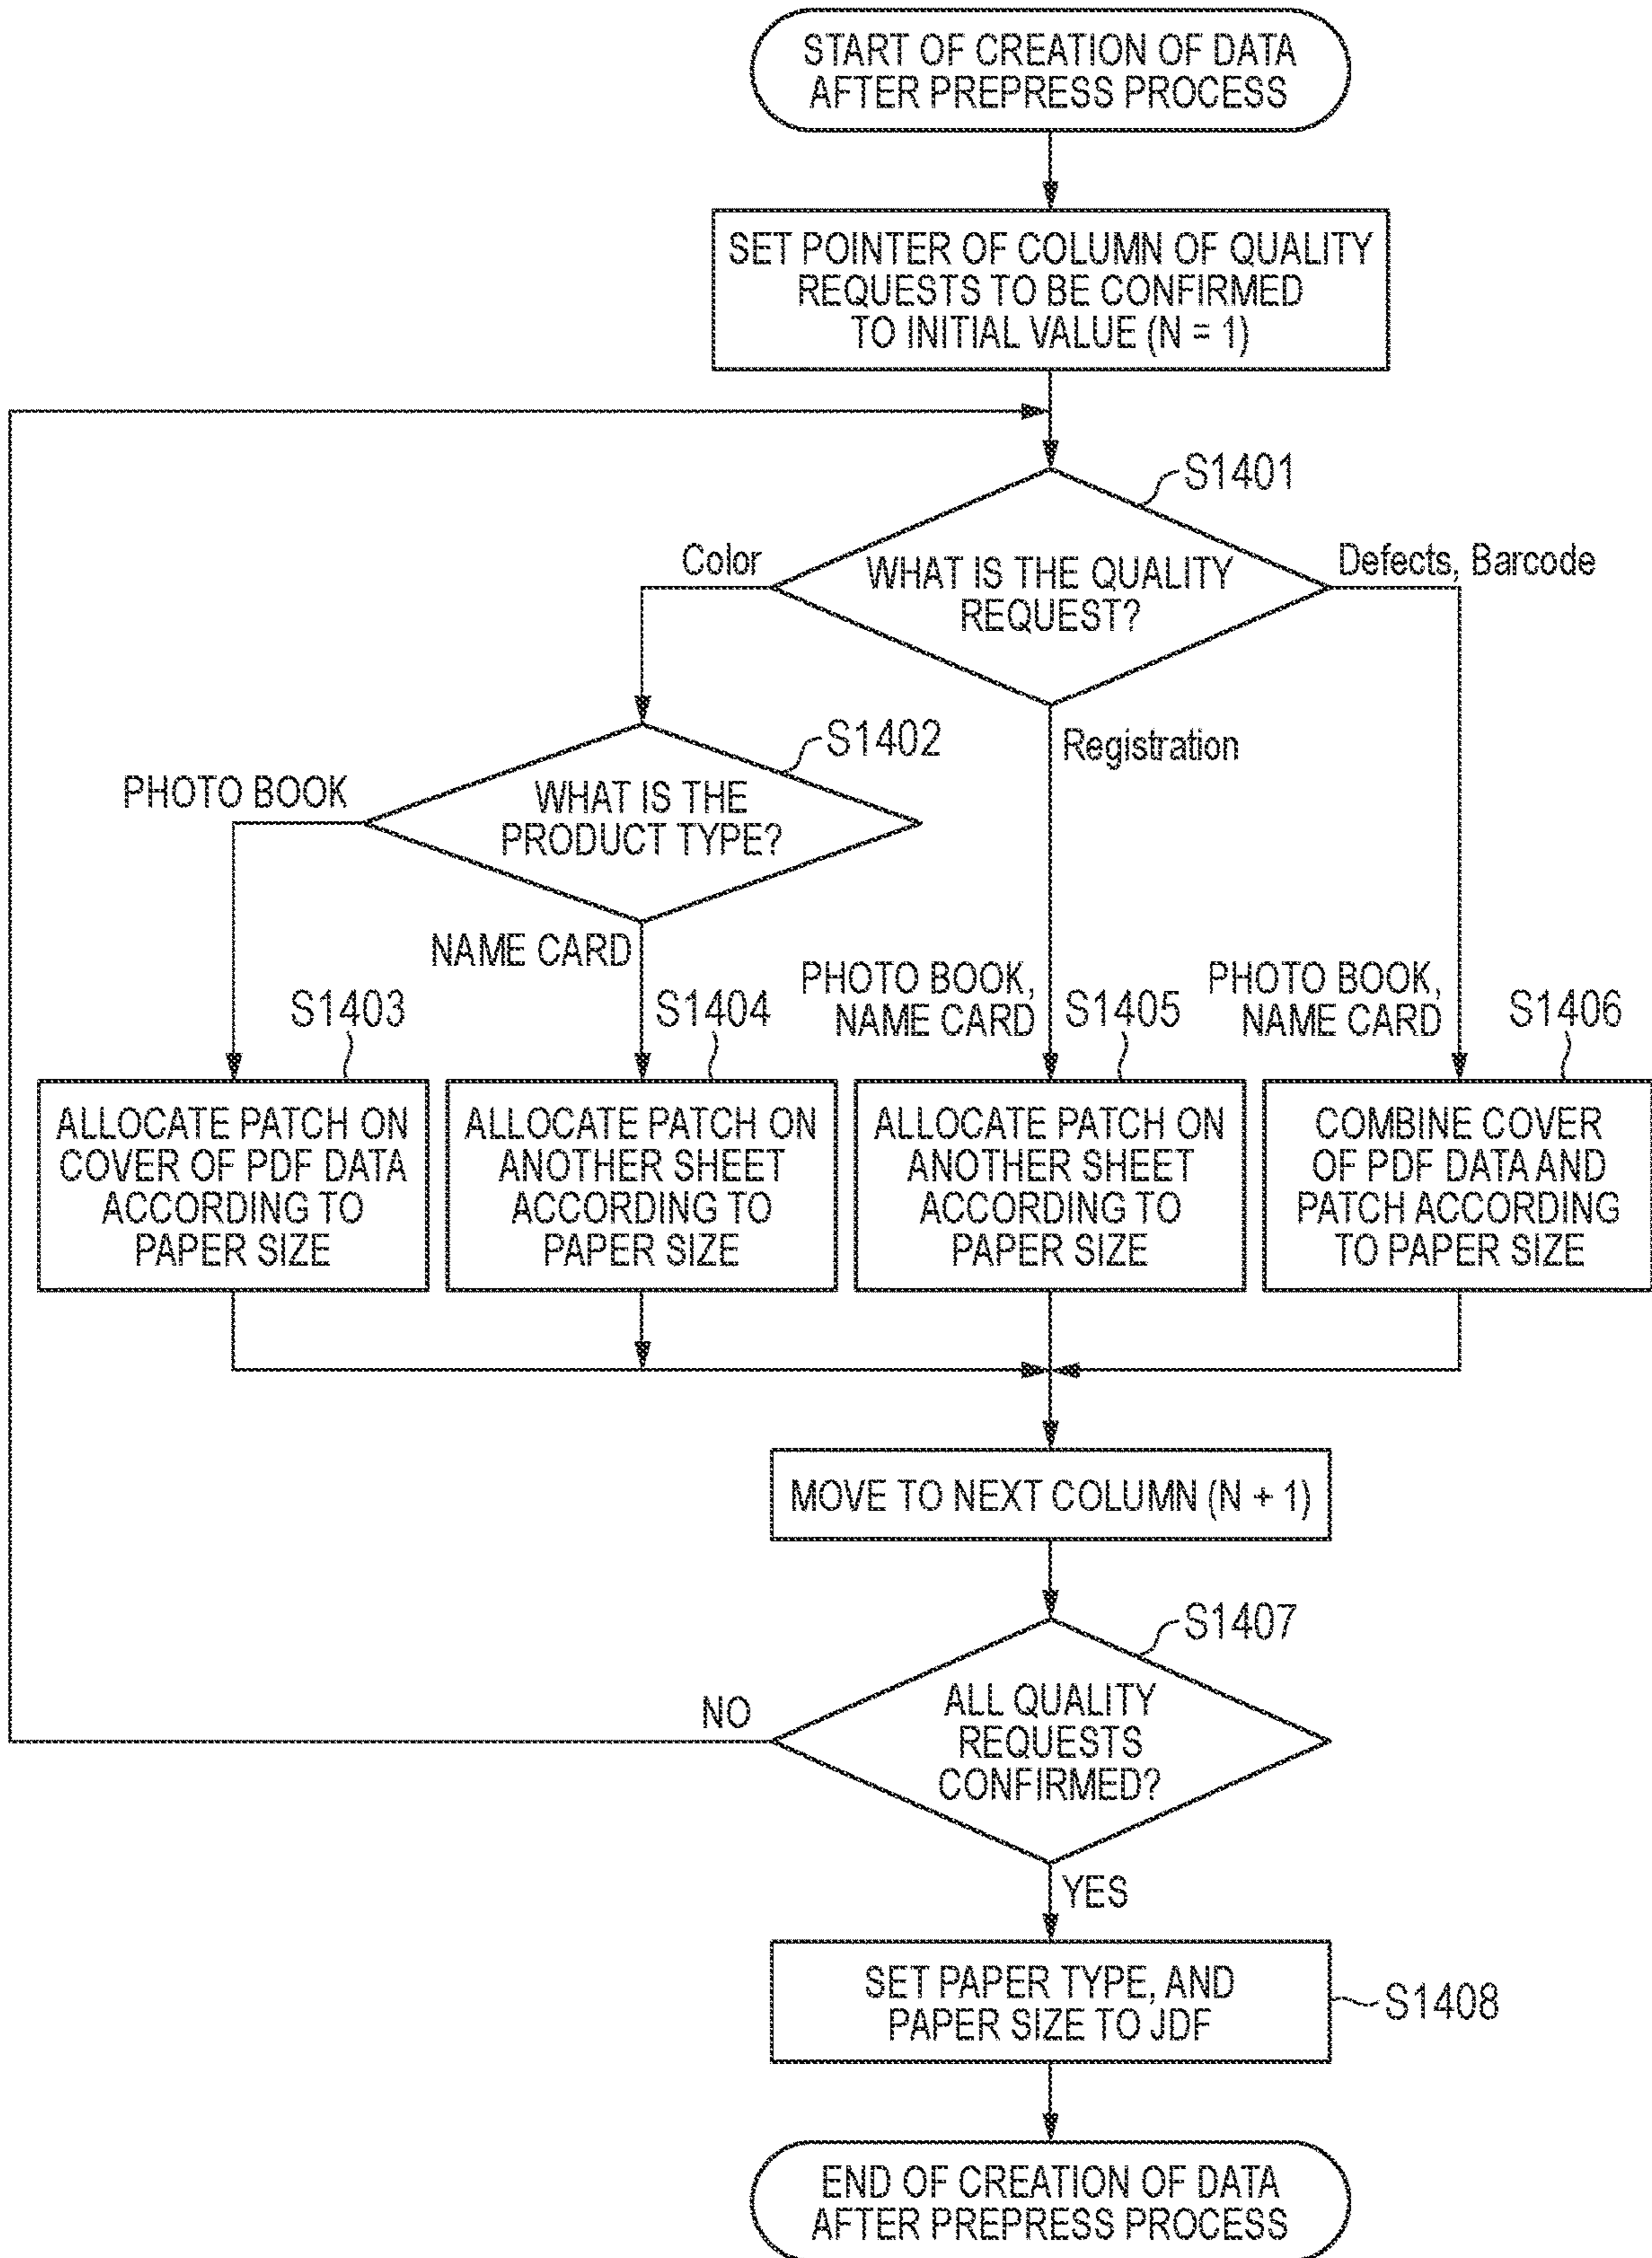 START OF CREATION OF DATA
AFTER PREPRESS PROCESS
SET POINTER OF COLUMN OF QUALITY
REQUESTS TO BE CONFIRMED
TO INITIAL VALUE (N = 1)
S1401
Color
WHAT IS THE QUALITY
REQUEST?
Defects, Barcode
S1402
Registration
PHOTO BOOK
WHAT IS THE
PRODUCT TYPE?
NAME CARD
PHOTO BOOK,
NAME CARD
PHOTO BOOK,
NAME CARD
S1403
S1404
S1405
S1406
ALLOCATE PATCH ON
COVER OF PDF DATA
ACCORDING TO
PAPER SIZE
ALLOCATE PATCH ON
ANOTHER SHEET
ACCORDING TO
PAPER SIZE
ALLOCATE PATCH ON
ANOTHER SHEET
ACCORDING TO
PAPER SIZE
COMBINE COVER
OF PDF DATA AND
PATCH ACCORDING
TO PAPER SIZE
MOVE TO NEXT COLUMN (N + 1)
S1407
NO
ALL QUALITY
REQUESTS
CONFIRMED?
YES
SET PAPER TYPE, AND
PAPER SIZE TO JDF
S1408
END OF CREATION OF DATA
AFTER PREPRESS PROCESS